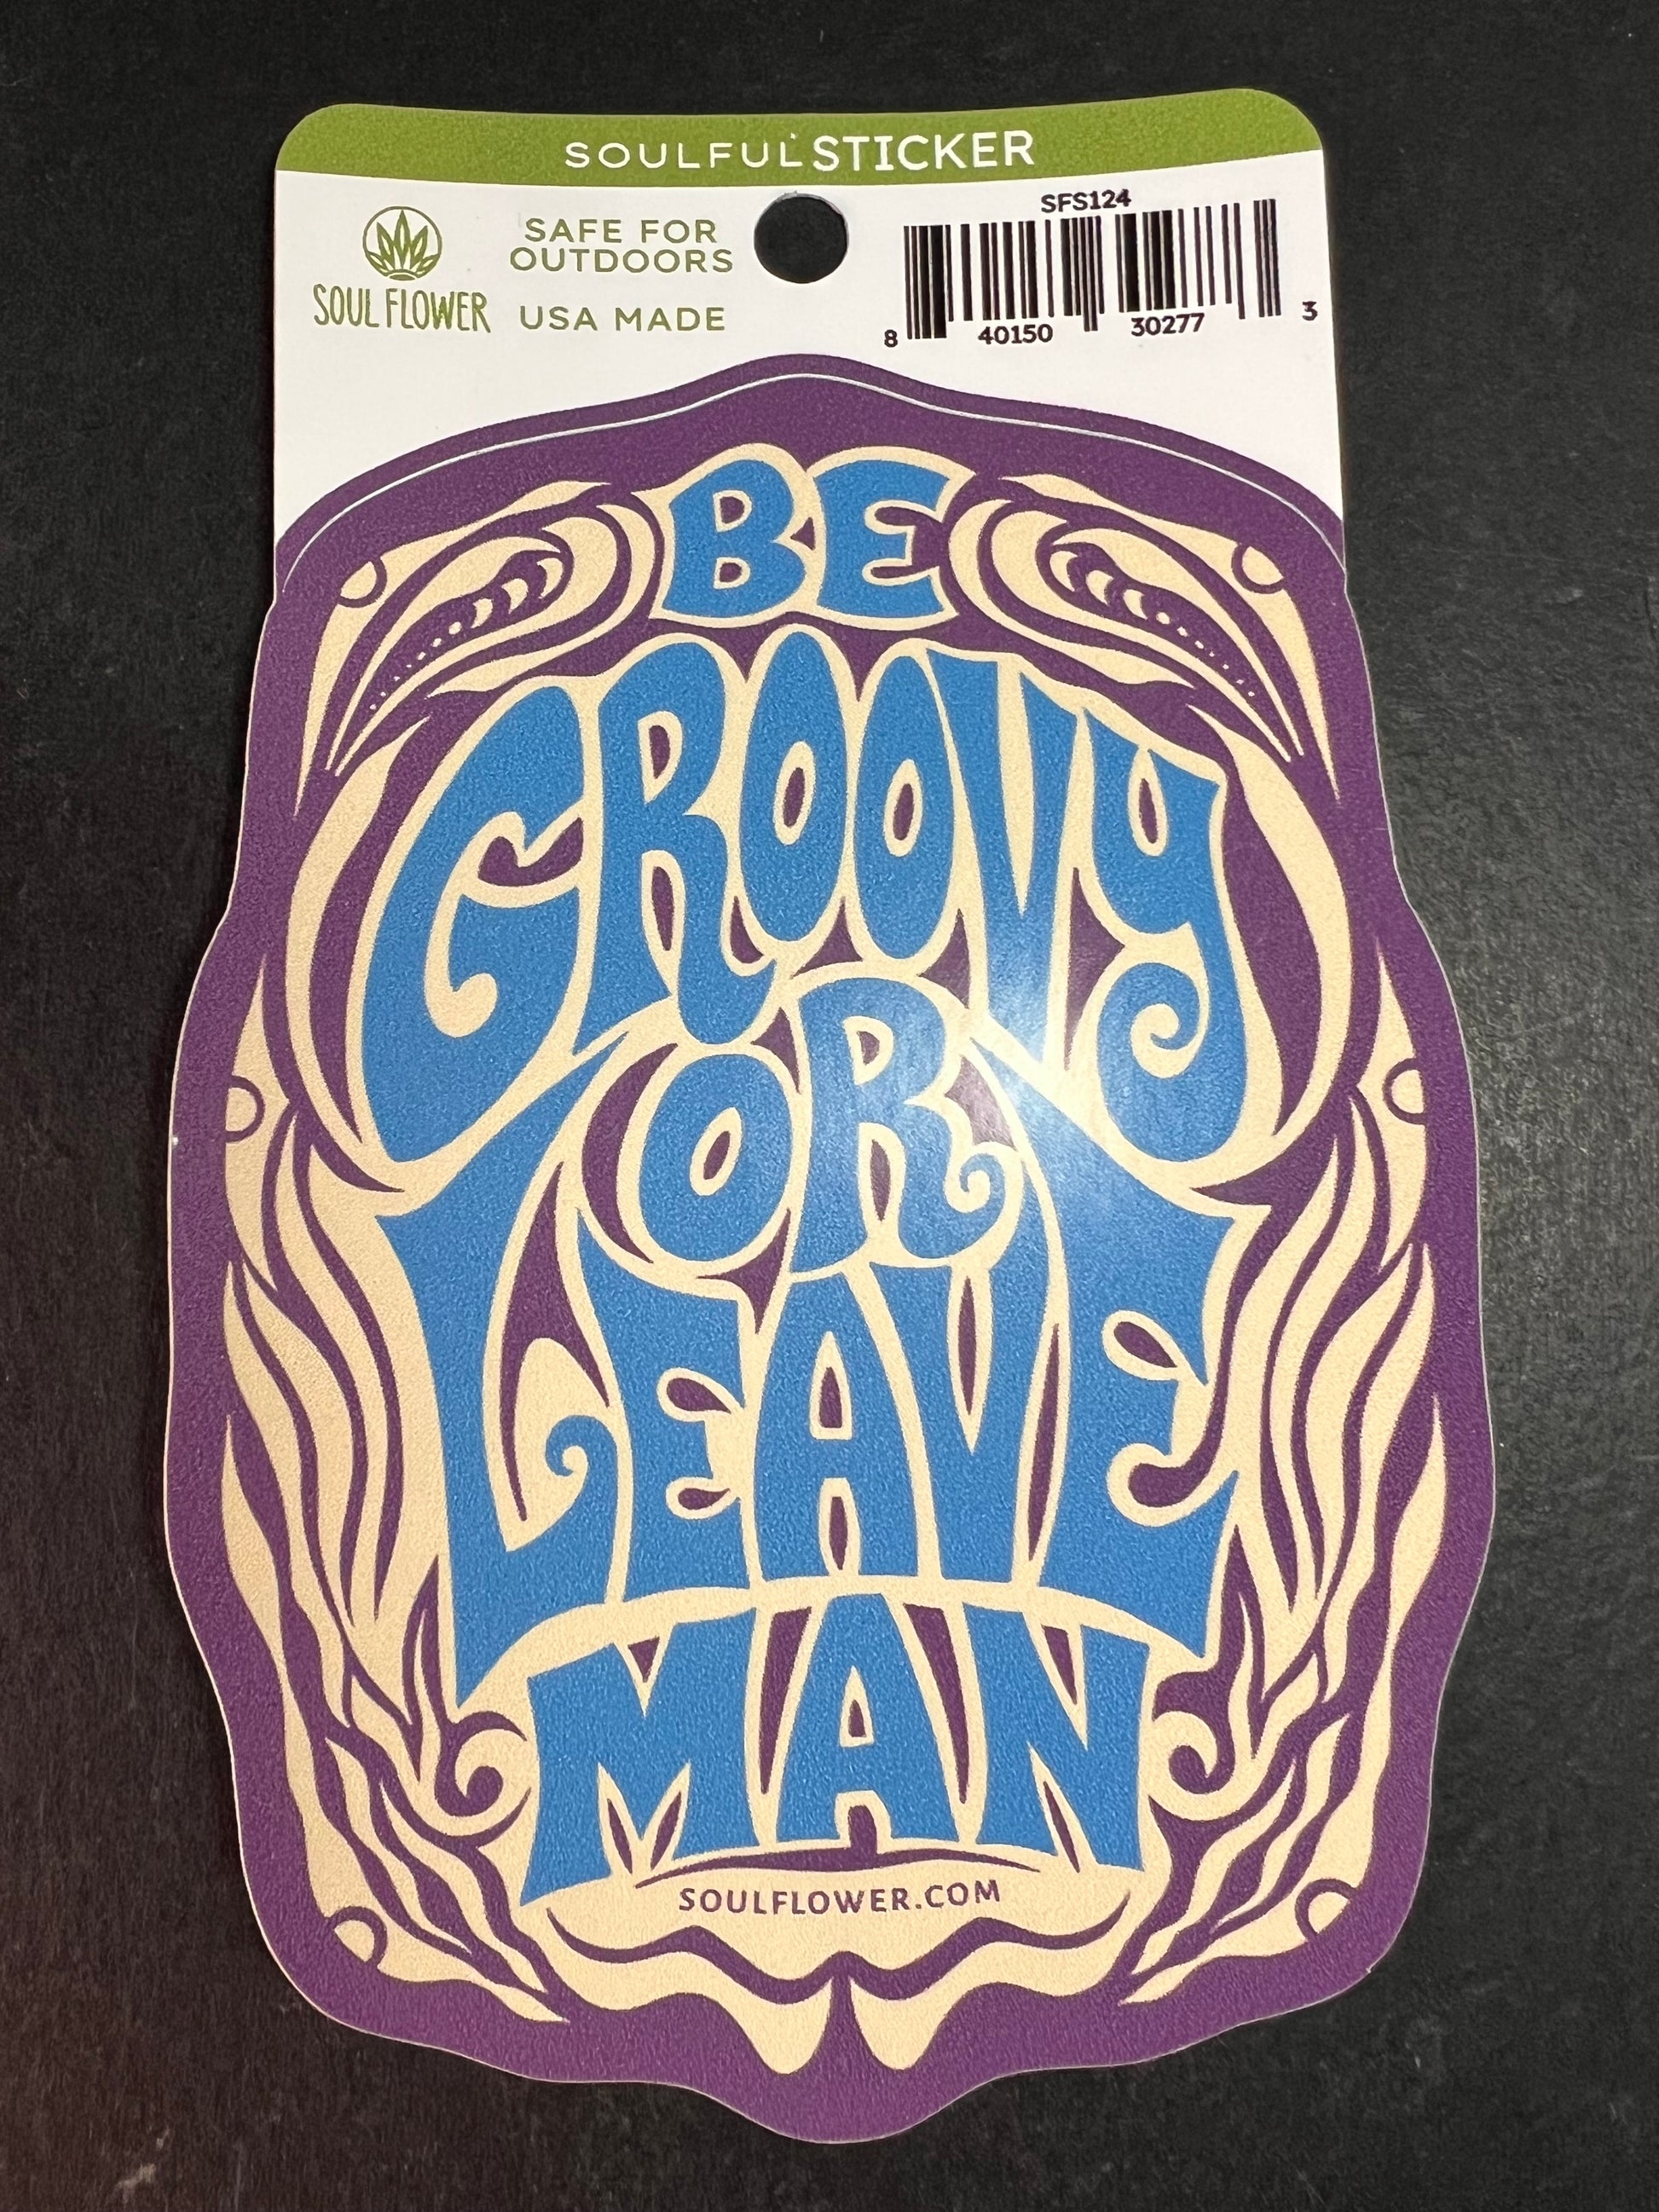 SOULFUL STICKER
SOUL FLOWER
SAFE FOR
OUTDOORS
USA MADE
SFS124
8 40150 30277 3
BE
GROOVY
OR
LEAVE
MAN
SOULFLOWER.COM